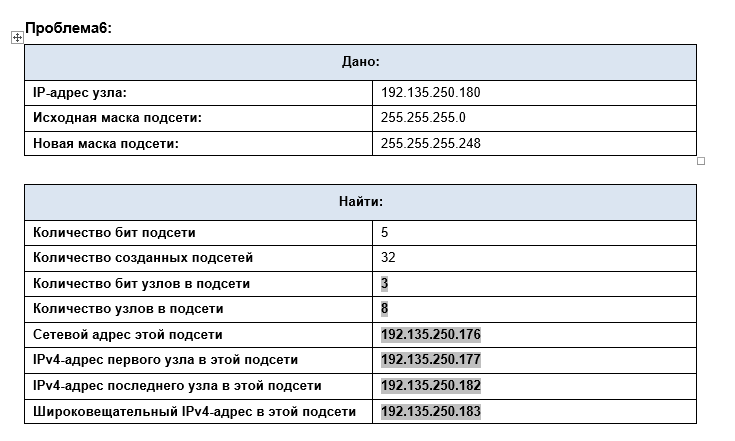 Проблема6:
Дано:
IP-адрес узла: 192.135.250.180
Исходная маска подсети: 255.255.255.0
Новая маска подсети: 255.255.255.248
Найти:
Количество бит подсети 5
Количество созданных подсетей 32
Количество бит узлов в подсети 3
Количество узлов в подсети 8
Сетевой адрес этой подсети 192.135.250.176
IPv4-адрес первого узла в этой подсети 192.135.250.177
IPv4-адрес последнего узла в этой подсети 192.135.250.182
Широковещательный IPv4-адрес в этой подсети 192.135.250.183